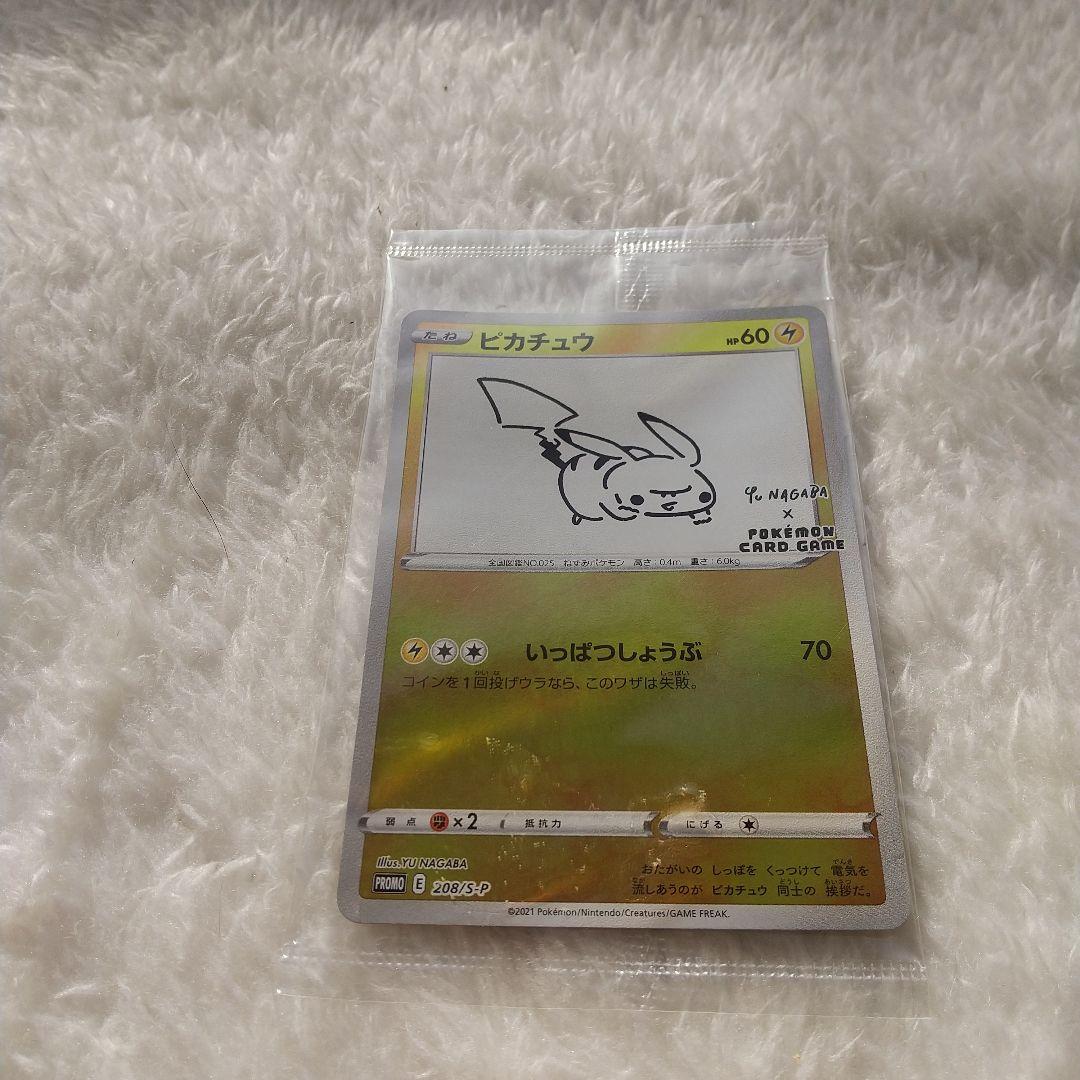 たね ピカチュウ HP60
Yu NAGABA
×
POKÉMON
CARD GAME
全国図鑑NO.025 ねずみポケモン 高さ:0.4m 重さ:6.0kg
いっぱつしょうぶ 70
コインを1回投げウラなら、このワザは失敗。
弱点 ×2 抵抗力 にげる
Illus.YU NAGABA
PROMO E 208/S-P
おたがいの しっぽを くっつけて 電気を
流しあうのが ピカチュウ 同士の 挨拶だ。
©2021 Pokémon/Nintendo/Creatures/GAME FREAK.